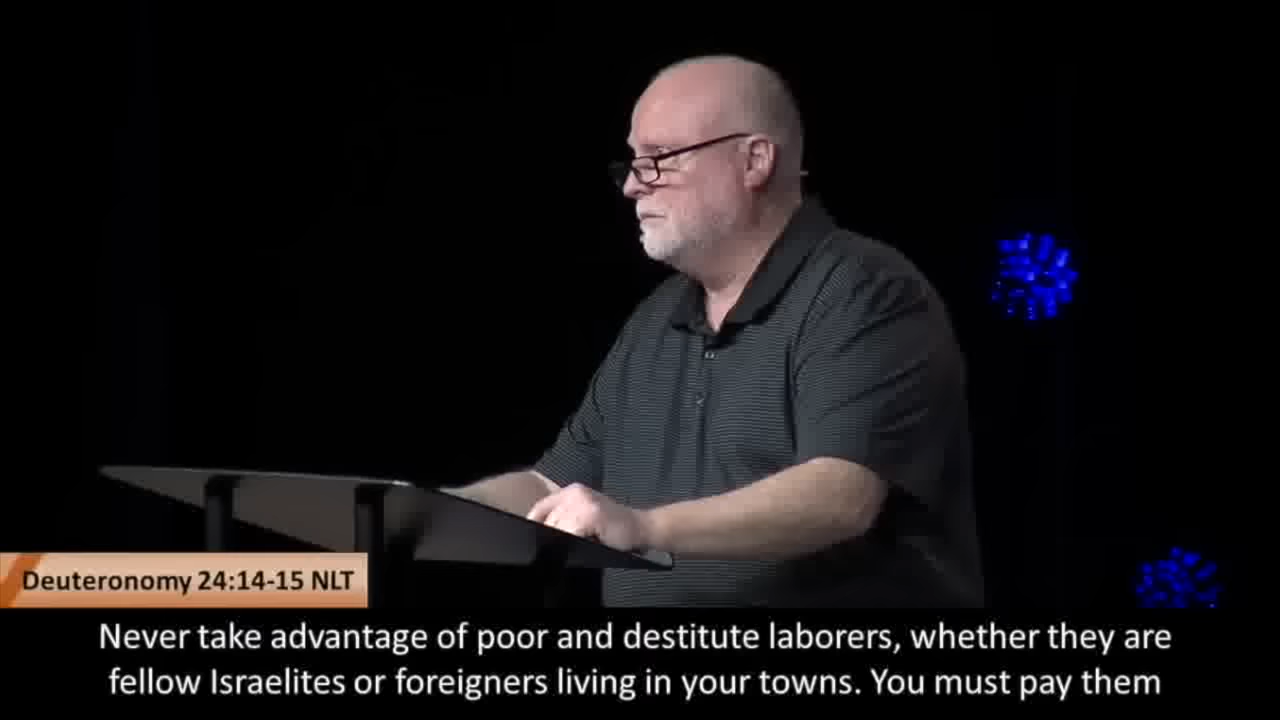 Deuteronomy 24:14-15 NLT
Never take advantage of poor and destitute laborers, whether they are
fellow Israelites or foreigners living in your towns. You must pay them